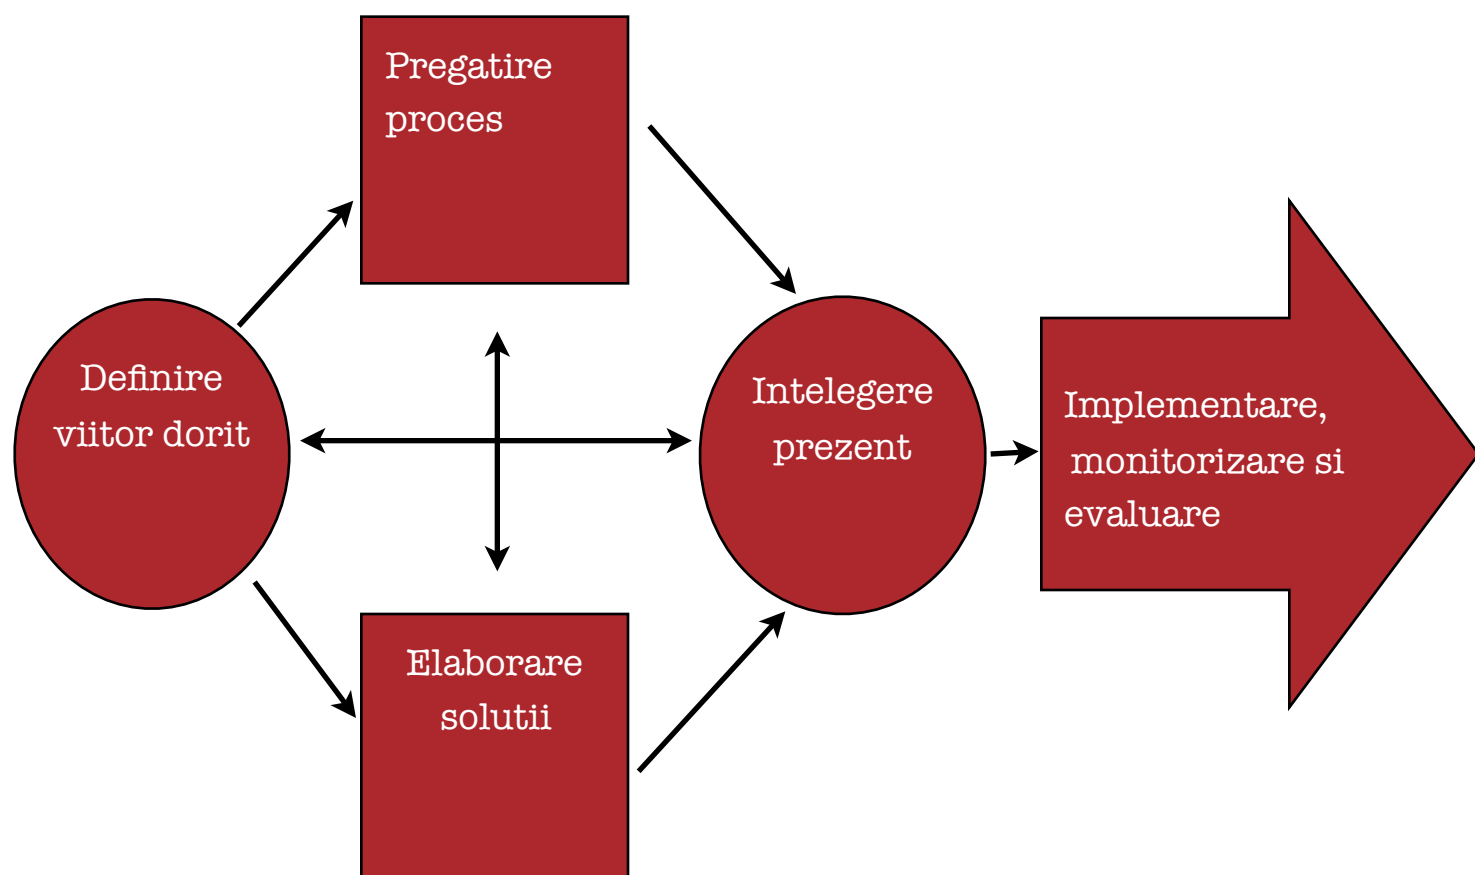 Pregatire
proces
Definire
viitor dorit
Intelegere
prezent
Implementare,
monitorizare si
evaluare
Elaborare
solutii